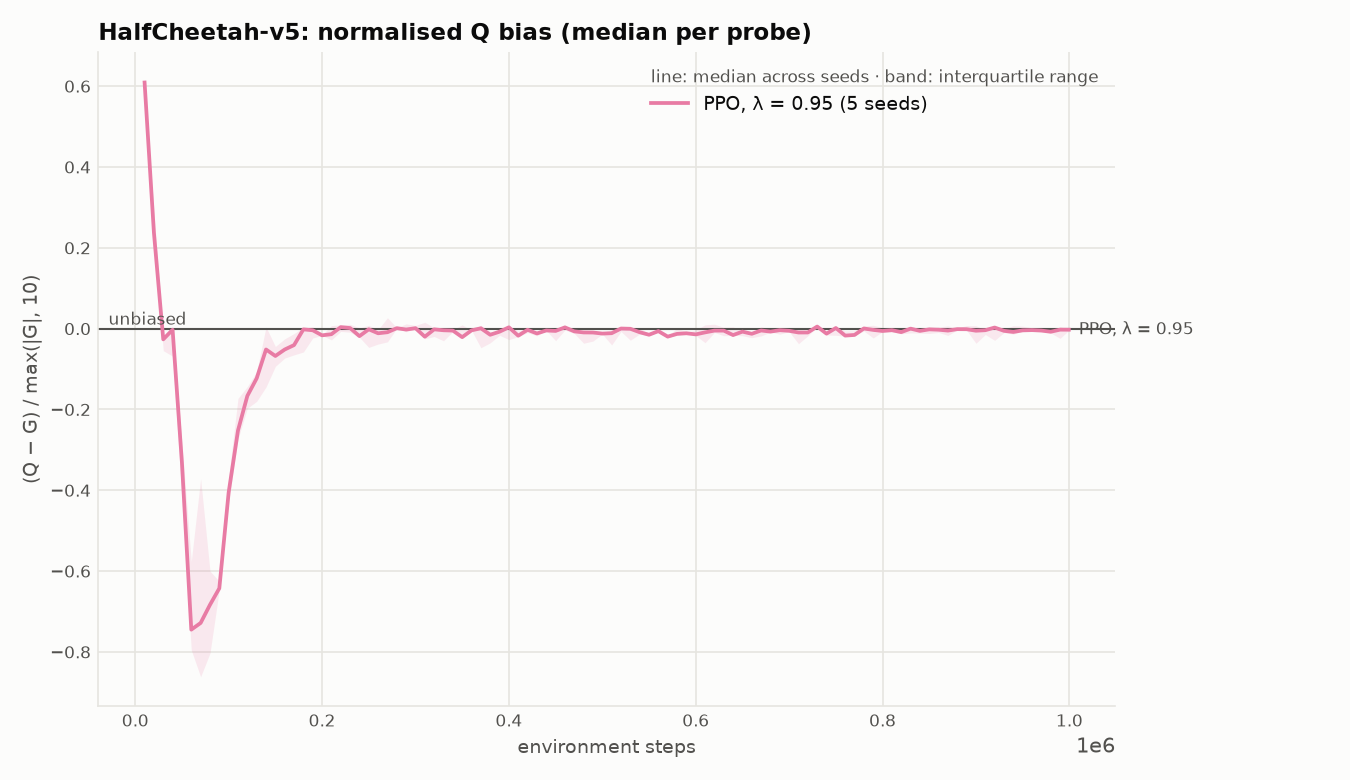 HalfCheetah-v5: normalised Q bias (median per probe)
line: median across seeds · band: interquartile range
PPO, λ = 0.95 (5 seeds)
(Q − G) / max(|G|, 10)
0.6
0.4
0.2
0.0
−0.2
−0.4
−0.6
−0.8
unbiased
PPO, λ = 0.95
0.0
0.2
0.4
0.6
0.8
1.0
1e6
environment steps